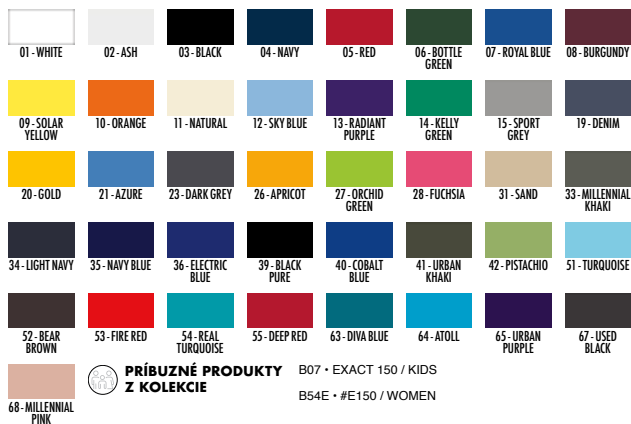 01 - WHITE
02 - ASH
03 - BLACK
04 - NAVY
05 - RED
06 - BOTTLE
GREEN
07 - ROYAL BLUE
08 - BURGUNDY
09 - SOLAR
YELLOW
10 - ORANGE
11 - NATURAL
12 - SKY BLUE
13 - RADIANT
PURPLE
14 - KELLY
GREEN
15 - SPORT
GREY
19 - DENIM
20 - GOLD
21 - AZURE
23 - DARK GREY
26 - APRICOT
27 - ORCHID
GREEN
28 - FUCHSIA
31 - SAND
33 - MILLENNIAL
KHAKI
34 - LIGHT NAVY
35 - NAVY BLUE
36 - ELECTRIC
BLUE
39 - BLACK
PURE
40 - COBALT
BLUE
41 - URBAN
KHAKI
42 - PISTACHIO
51 - TURQUOISE
52 - BEAR
BROWN
53 - FIRE RED
54 - REAL
TURQUOISE
55 - DEEP RED
63 - DIVA BLUE
64 - ATOLL
65 - URBAN
PURPLE
67 - USED
BLACK
68 - MILLENNIAL
PINK
PRÍBUZNÉ PRODUKTY
Z KOLEKCIE
B07 • EXACT 150 / KIDS
B54E • #E150 / WOMEN